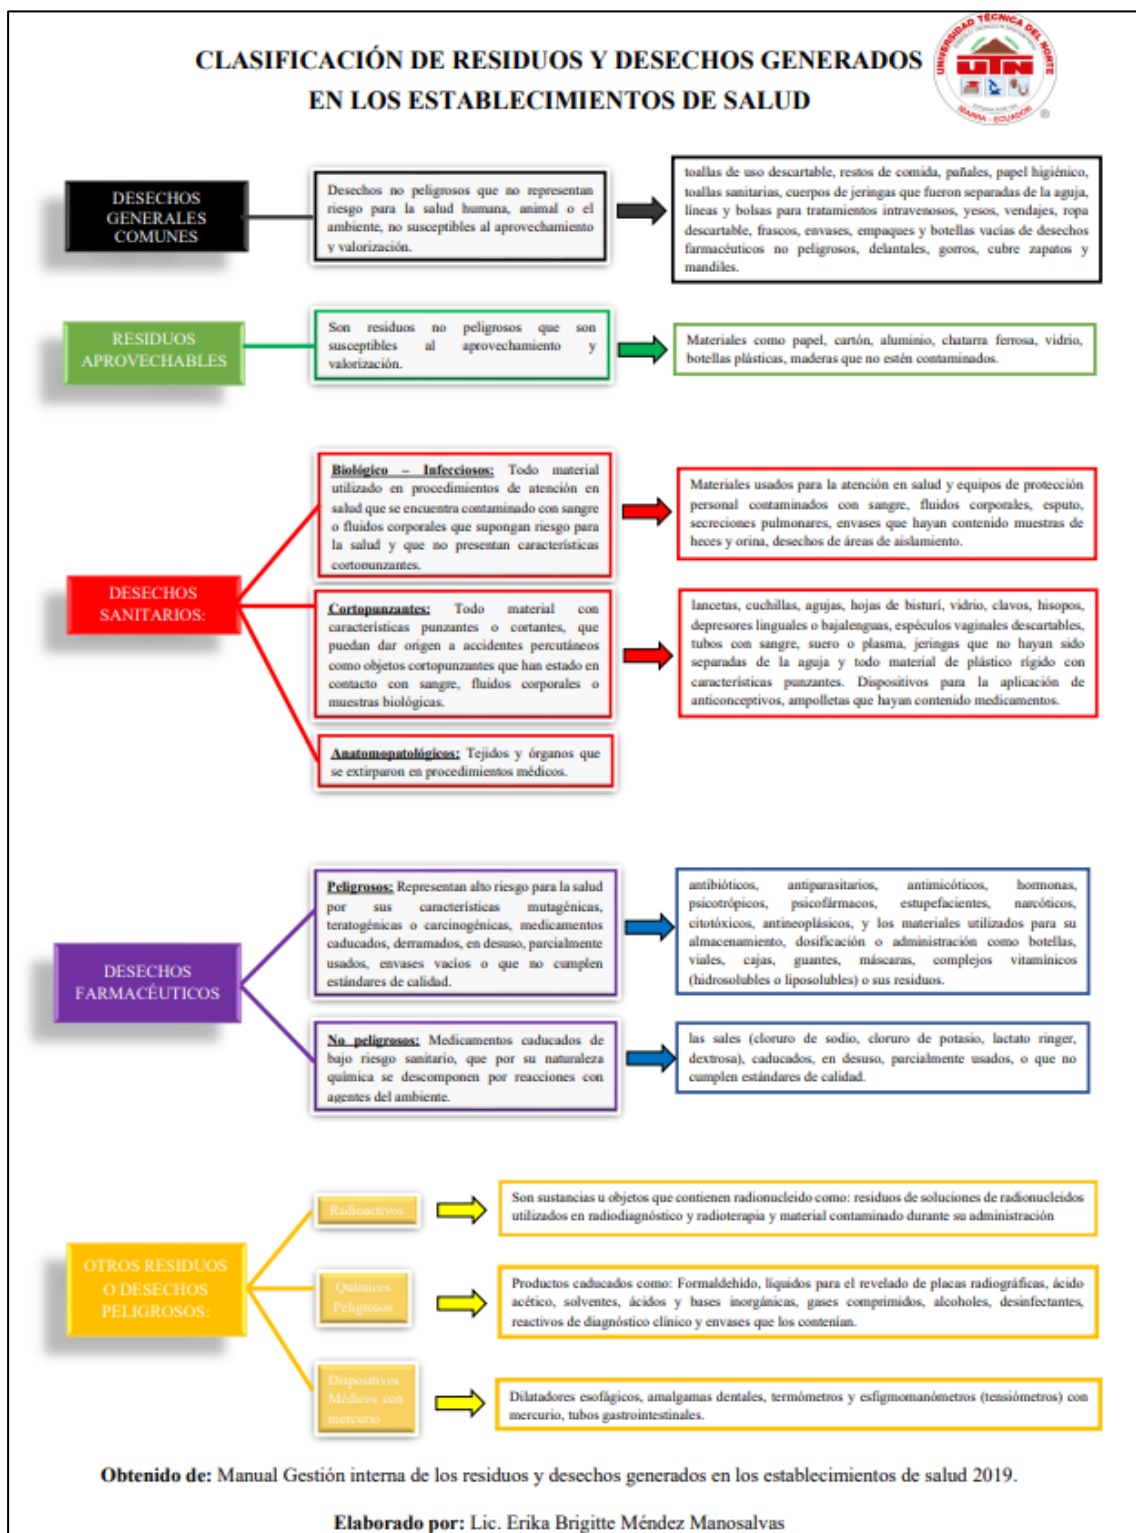 CLASIFICACIÓN DE RESIDUOS Y DESECHOS GENERADOS
EN LOS ESTABLECIMIENTOS DE SALUD
UNIVERSIDAD TÉCNICA DEL NORTE
UTN
IBARRA - ECUADOR
®
DESECHOS
GENERALES
COMUNES
Desechos no peligrosos que no representan
riesgo para la salud humana, animal o el
ambiente, no susceptibles al aprovechamiento
y valorización.
toallas de uso descartable, restos de comida, pañales, papel higiénico,
toallas sanitarias, cuerpos de jeringas que fueron separadas de la aguja,
líneas y bolsas para tratamientos intravenosos, yesos, vendajes, ropa
descartable, frascos, envases, empaques y botellas vacías de desechos
farmacéuticos no peligrosos, delantales, gorros, cubre zapatos y
mandiles.
RESIDUOS
APROVECHABLES
Son residuos no peligrosos que son
susceptibles al aprovechamiento y
valorización.
Materiales como papel, cartón, aluminio, chatarra ferrosa, vidrio,
botellas plásticas, maderas que no estén contaminados.
DESECHOS
SANITARIOS:
Biológico – Infecciosos: Todo material
utilizado en procedimientos de atención en
salud que se encuentra contaminado con sangre
o fluidos corporales que supongan riesgo para
la salud y que no presentan características
cortopunzantes.
Materiales usados para la atención en salud y equipos de protección
personal contaminados con sangre, fluidos corporales, esputo,
secreciones pulmonares, envases que hayan contenido muestras de
heces y orina, desechos de áreas de aislamiento.
Cortopunzantes: Todo material con
características punzantes o cortantes, que
puedan dar origen a accidentes percutáneos
como objetos cortopunzantes que han estado en
contacto con sangre, fluidos corporales o
muestras biológicas.
lancetas, cuchillas, agujas, hojas de bisturí, vidrio, clavos, hisopos,
depresores linguales o bajalenguas, espéculos vaginales descartables,
tubos con sangre, suero o plasma, jeringas que no hayan sido
separadas de la aguja y todo material de plástico rígido con
características punzantes. Dispositivos para la aplicación de
anticonceptivos, ampolletas que hayan contenido medicamentos.
Anatomopatológicos: Tejidos y órganos que
se extirparon en procedimientos médicos.
DESECHOS
FARMACÉUTICOS
Peligrosos: Representan alto riesgo para la salud
por sus características mutagénicas,
teratogénicas o carcinogénicas, medicamentos
caducados, derramados, en desuso, parcialmente
usados, envases vacíos o que no cumplen
estándares de calidad.
antibióticos, antiparasitarios, antimicóticos, hormonas,
psicotrópicos, psicofármacos, estupefacientes, narcóticos,
citotóxicos, antineoplásicos, y los materiales utilizados para su
almacenamiento, dosificación o administración como botellas,
viales, cajas, guantes, máscaras, complejos vitamínicos
(hidrosolubles o liposolubles) o sus residuos.
No peligrosos: Medicamentos caducados de
bajo riesgo sanitario, que por su naturaleza
química se descomponen por reacciones con
agentes del ambiente.
las sales (cloruro de sodio, cloruro de potasio, lactato ringer,
dextrosa), caducados, en desuso, parcialmente usados, o que no
cumplen estándares de calidad.
OTROS RESIDUOS
O DESECHOS
PELIGROSOS:
Radioactivos
Son sustancias u objetos que contienen radionucleido como: residuos de soluciones de radionucleidos
utilizados en radiodiagnóstico y radioterapia y material contaminado durante su administración
Químicos
Peligrosos
Productos caducados como: Formaldehído, líquidos para el revelado de placas radiográficas, ácido
acético, solventes, ácidos y bases inorgánicas, gases comprimidos, alcoholes, desinfectantes,
reactivos de diagnóstico clínico y envases que los contenían.
Dispositivos
Médicos con
mercurio
Dilatadores esofágicos, amalgamas dentales, termómetros y esfigmomanómetros (tensiómetros) con
mercurio, tubos gastrointestinales.
Obtenido de: Manual Gestión interna de los residuos y desechos generados en los establecimientos de salud 2019.
Elaborado por: Lic. Erika Brigitte Méndez Manosalvas